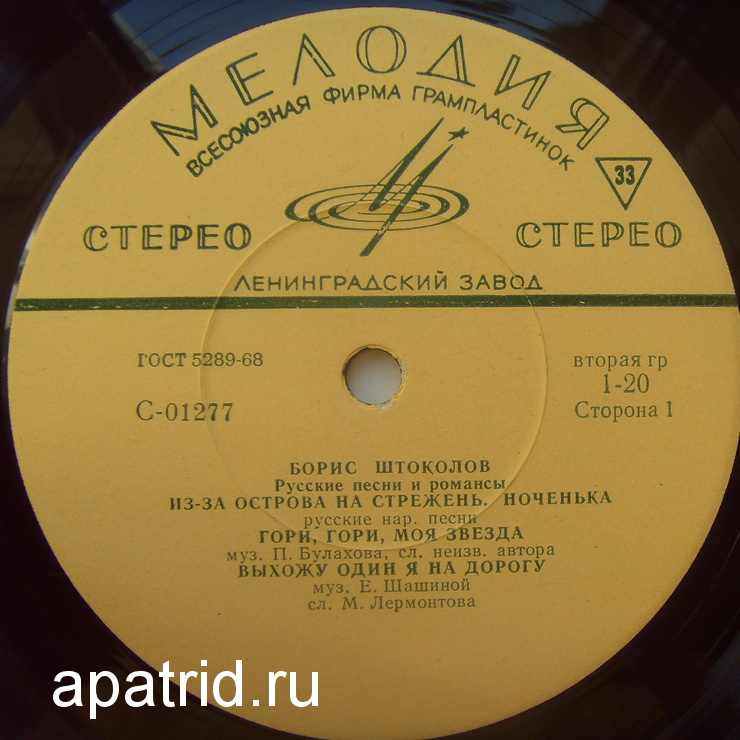 МЕЛОДИЯ
ВСЕСОЮЗНАЯ ФИРМА ГРАМПЛАСТИНОК
33
СТЕРЕО СТЕРЕО
ЛЕНИНГРАДСКИЙ ЗАВОД
ГОСТ 5289-68 вторая гр
1-20
С-01277 Сторона 1
БОРИС ШТОКОЛОВ
Русские песни и романсы
ИЗ-ЗА ОСТРОВА НА СТРЕЖЕНЬ. НОЧЕНЬКА
русские нар. песни
ГОРИ, ГОРИ, МОЯ ЗВЕЗДА
муз. П. Булахова, сл. неизв. автора
ВЫХОЖУ ОДИН Я НА ДОРОГУ
муз. Е. Шашиной
сл. М. Лермонтова
apatrid.ru